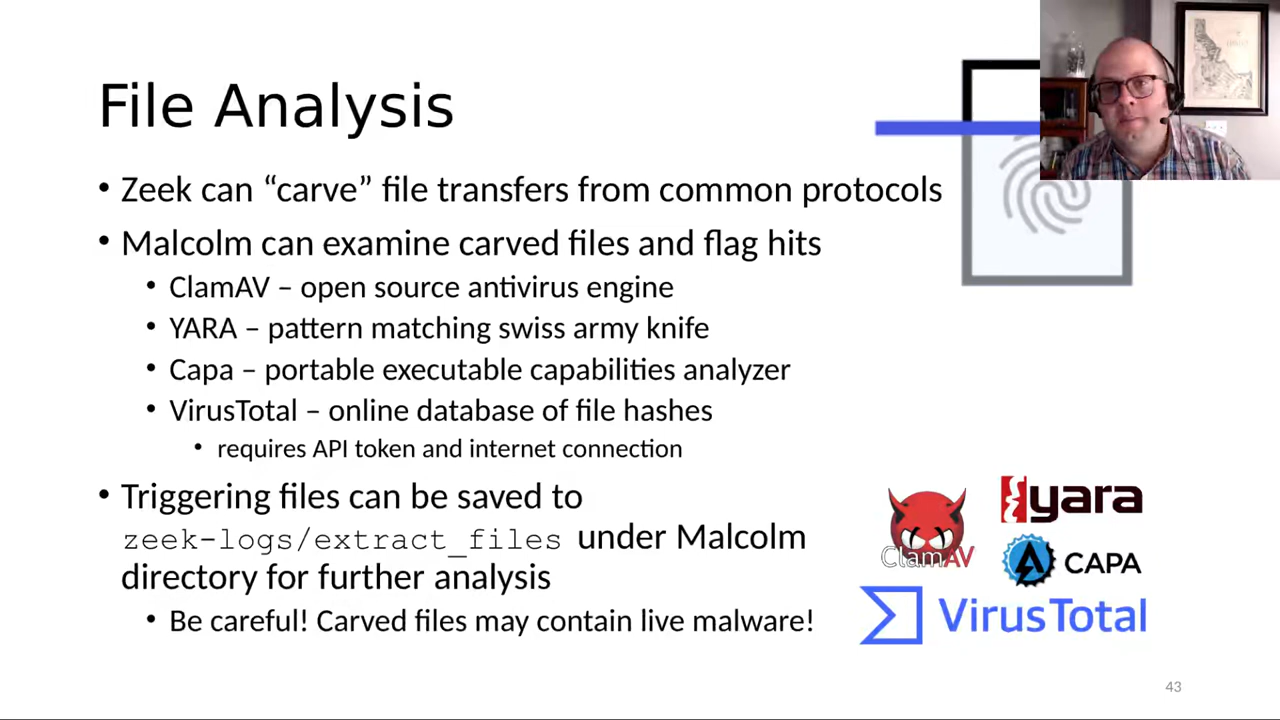 File Analysis
• Zeek can “carve” file transfers from common protocols
• Malcolm can examine carved files and flag hits
• ClamAV – open source antivirus engine
• YARA – pattern matching swiss army knife
• Capa – portable executable capabilities analyzer
• VirusTotal – online database of file hashes
• requires API token and internet connection
• Triggering files can be saved to
zeek-logs/extract_files under Malcolm
directory for further analysis
• Be careful! Carved files may contain live malware!
ClamAV
yara
CAPA
VirusTotal
43